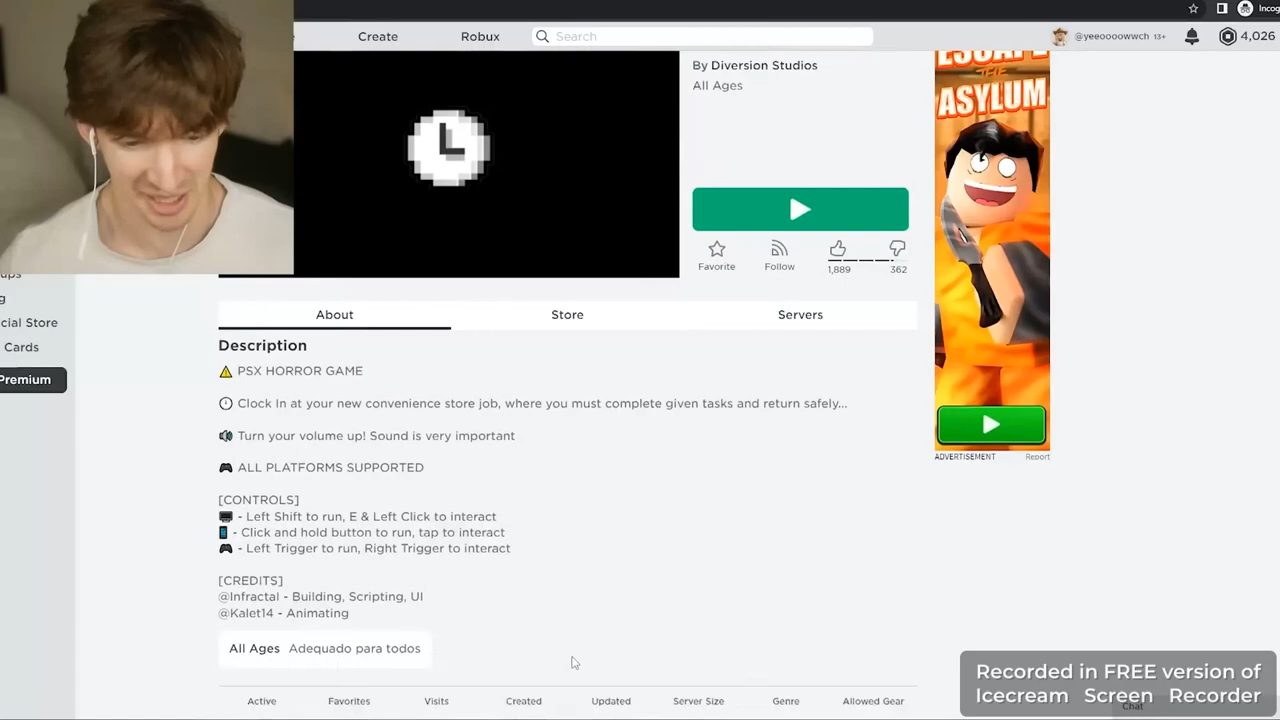 Incog
Create
Robux
Search
@yeeoooowwch 13+
4,026
By Diversion Studios
All Ages
ESCAPE
THE
ASYLUM
Favorite
Follow
1,889
362
About
Store
Servers
cial Store
Cards
Premium
Description
PSX HORROR GAME
Clock In at your new convenience store job, where you must complete given tasks and return safely...
Turn your volume up! Sound is very important
ALL PLATFORMS SUPPORTED
ADVERTISEMENT
Report
[CONTROLS]
- Left Shift to run, E & Left Click to interact
- Click and hold button to run, tap to interact
- Left Trigger to run, Right Trigger to interact
[CREDITS]
@Infractal - Building, Scripting, UI
@Kalet14 - Animating
All Ages Adequado para todos
Active
Favorites
Visits
Created
Updated
Server Size
Genre
Allowed Gear
Chat
Recorded in FREE version of
Icecream Screen Recorder